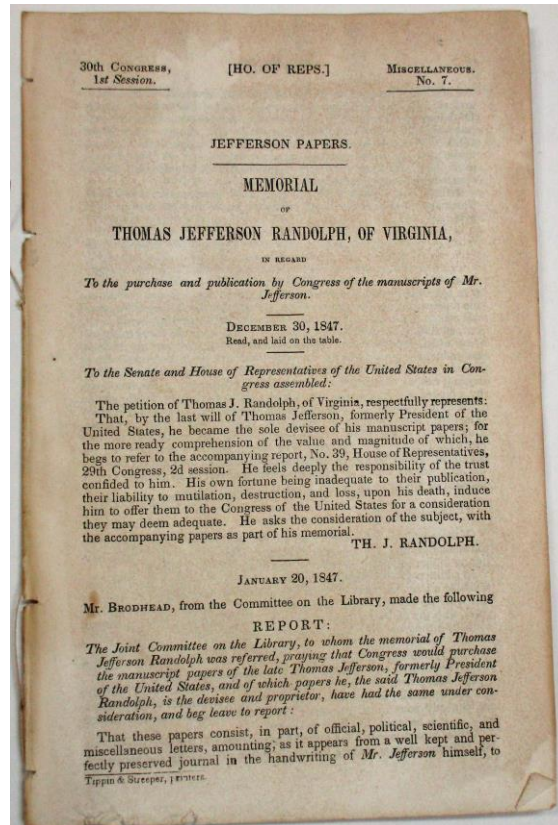 30th Congress,
1st Session.
[HO. OF REPS.]
Miscellaneous.
No. 7.
JEFFERSON PAPERS.
MEMORIAL
OF
THOMAS JEFFERSON RANDOLPH, OF VIRGINIA,
IN REGARD
To the purchase and publication by Congress of the manuscripts of Mr.
Jefferson.
December 30, 1847.
Read, and laid on the table.
To the Senate and House of Representatives of the United States in Con-
gress assembled:
The petition of Thomas J. Randolph, of Virginia, respectfully represents:
That, by the last will of Thomas Jefferson, formerly President of the
United States, he became the sole devisee of his manuscript papers; for
the more ready comprehension of the value and magnitude of which, he
begs to refer to the accompanying report, No. 39, House of Representatives,
29th Congress, 2d session. He feels deeply the responsibility of the trust
confided to him. His own fortune being inadequate to their publication,
their liability to mutilation, destruction, and loss, upon his death, induce
him to offer them to the Congress of the United States for a consideration
they may deem adequate. He asks the consideration of the subject, with
the accompanying papers as part of his memorial.
TH. J. RANDOLPH.
January 20, 1847.
Mr. Brodhead, from the Committee on the Library, made the following
REPORT:
The Joint Committee on the Library, to whom the memorial of Thomas
Jefferson Randolph was referred, praying that Congress would purchase
the manuscript papers of the late Thomas Jefferson, formerly President
of the United States, and of which papers he, the said Thomas Jefferson
Randolph, is the devisee and proprietor, have had the same under con-
sideration, and beg leave to report:
That these papers consist, in part, of official, political, scientific, and
miscellaneous letters, amounting, as it appears from a well kept and per-
fectly preserved journal in the handwriting of Mr. Jefferson himself, to
Tippin & Streeper, printers.